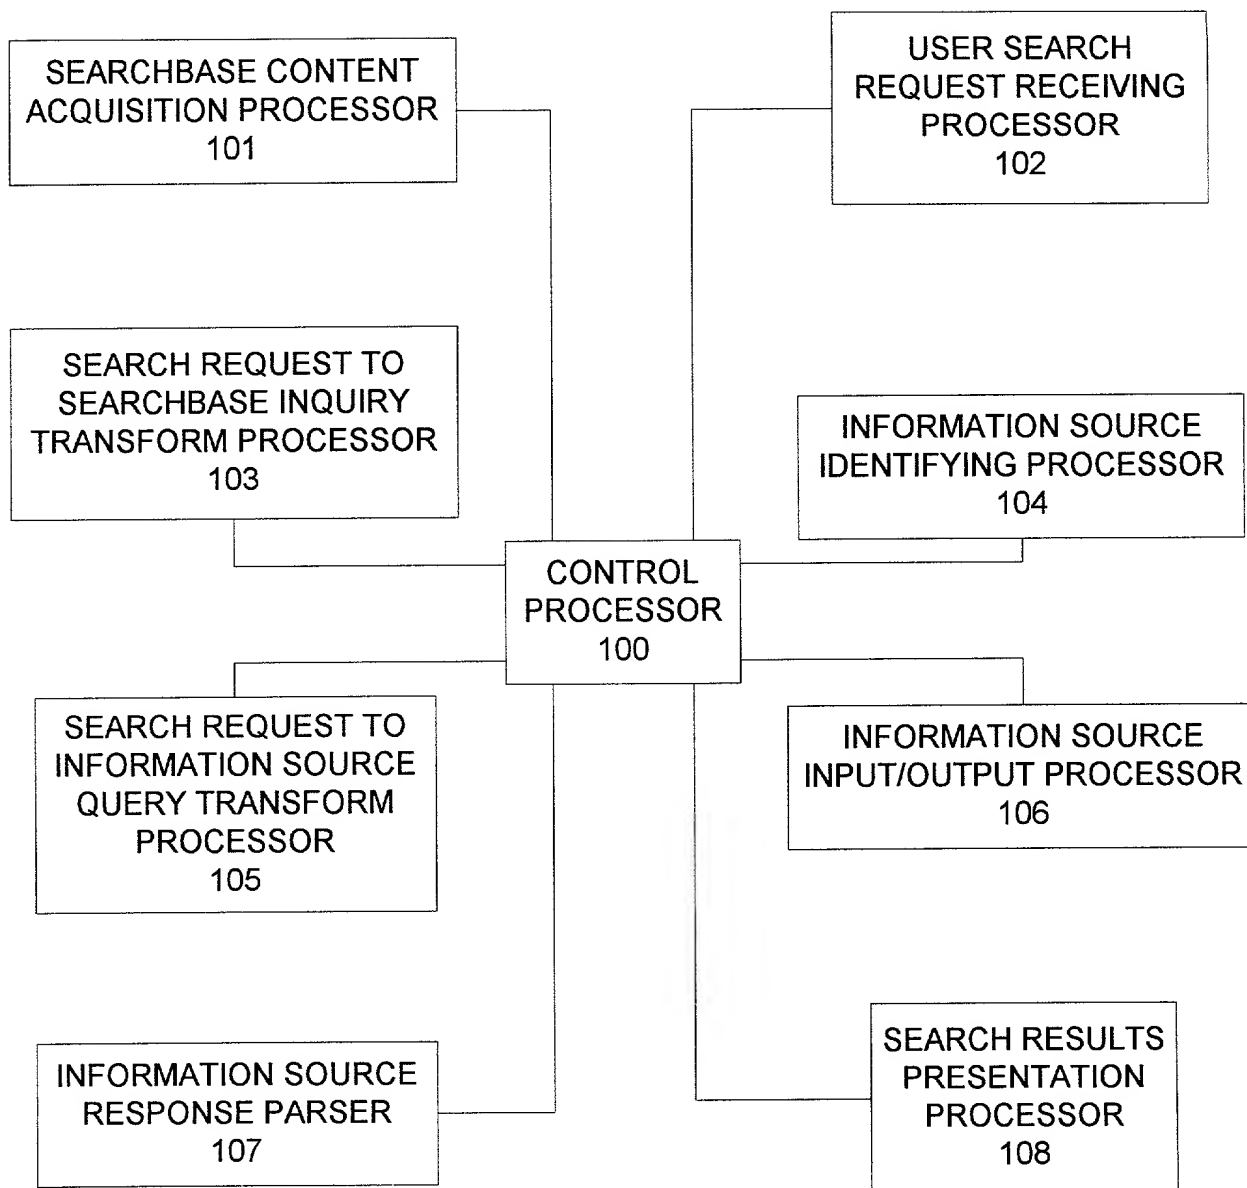 SEARCHBASE CONTENT
ACQUISITION PROCESSOR
101
USER SEARCH
REQUEST RECEIVING
PROCESSOR
102
SEARCH REQUEST TO
SEARCHBASE INQUIRY
TRANSFORM PROCESSOR
103
INFORMATION SOURCE
IDENTIFYING PROCESSOR
104
CONTROL
PROCESSOR
100
SEARCH REQUEST TO
INFORMATION SOURCE
QUERY TRANSFORM
PROCESSOR
105
INFORMATION SOURCE
INPUT/OUTPUT PROCESSOR
106
INFORMATION SOURCE
RESPONSE PARSER
107
SEARCH RESULTS
PRESENTATION
PROCESSOR
108